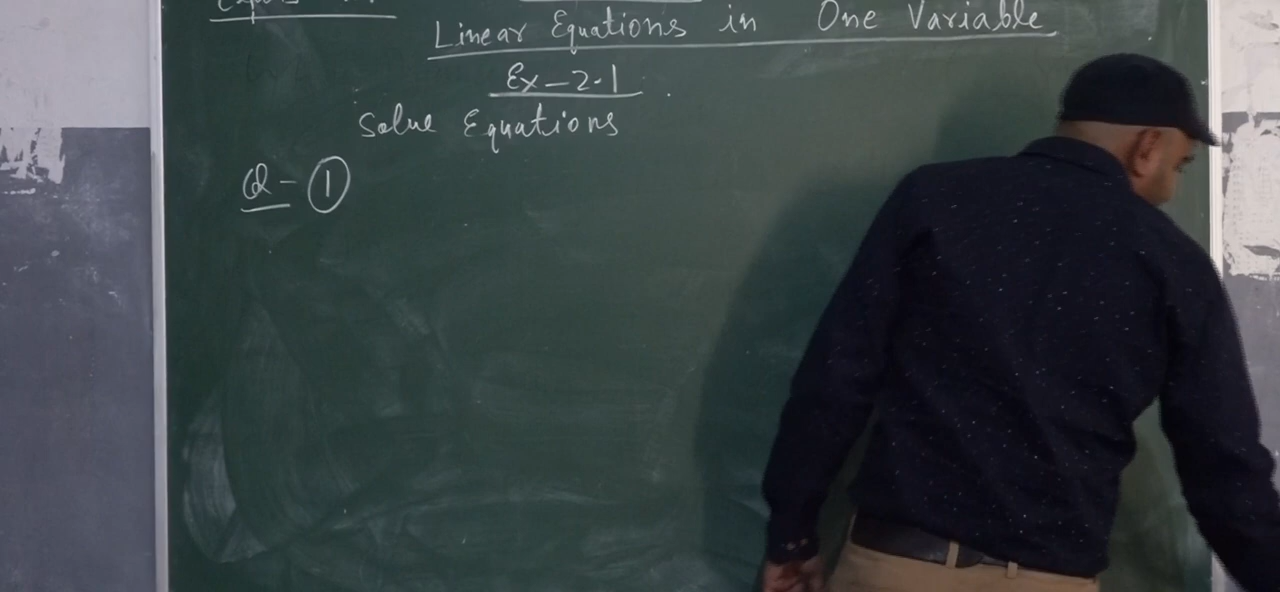 Linear Equations in One Variable
Ex-2.1
Solve Equations
Q-①